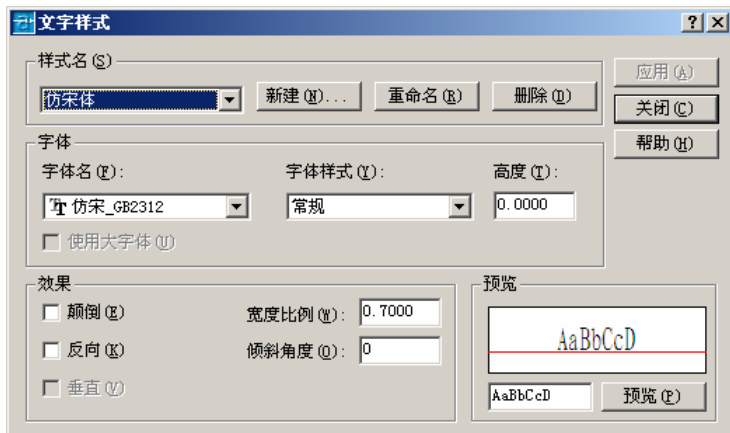 文字样式
样式名(S)
仿宋体 新建(N)... 重命名(R) 删除(D)
应用(A)
关闭(C)
帮助(H)
字体
字体名(F): 字体样式(Y): 高度(T):
仿宋_GB2312 常规 0.0000
使用大字体(U)
效果
颠倒(E) 宽度比例(W): 0.7000
反向(K) 倾斜角度(O): 0
垂直(V)
预览
AaBbCcD
AaBbCcD 预览(P)